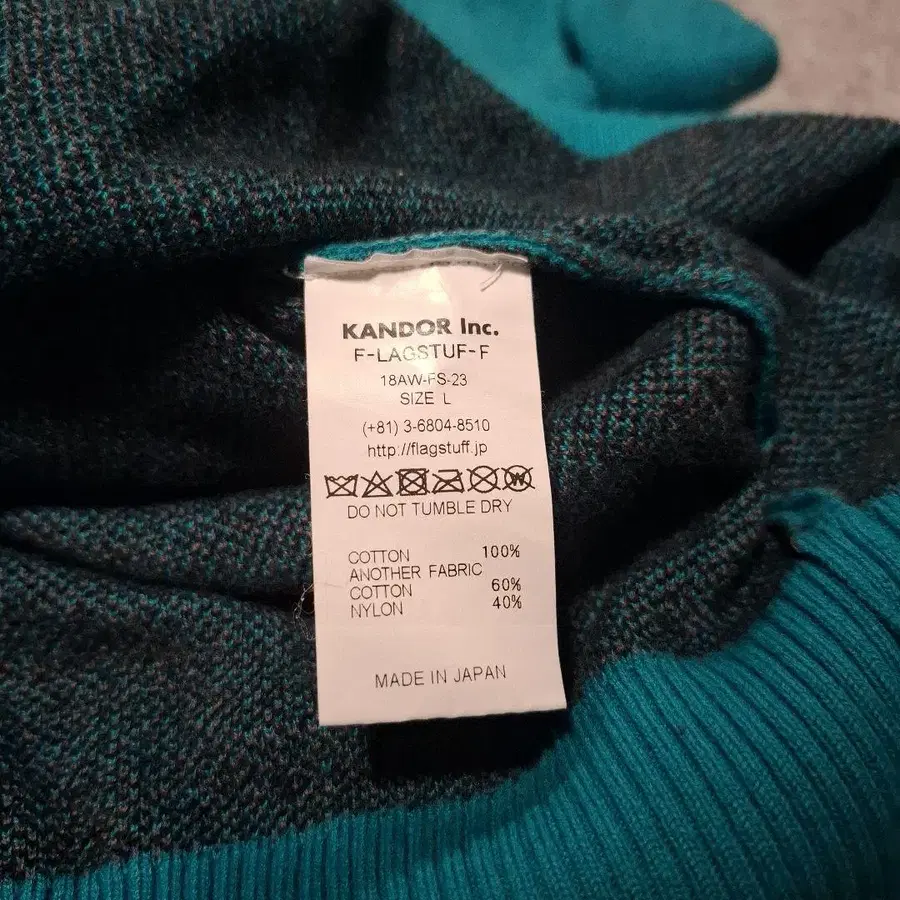 KANDOR Inc.
F-LAGSTUF-F
18AW-FS-23
SIZE L
(+81) 3-6804-8510
http://flagstuff.jp
W
DO NOT TUMBLE DRY
COTTON 100%
ANOTHER FABRIC
COTTON 60%
NYLON 40%
MADE IN JAPAN